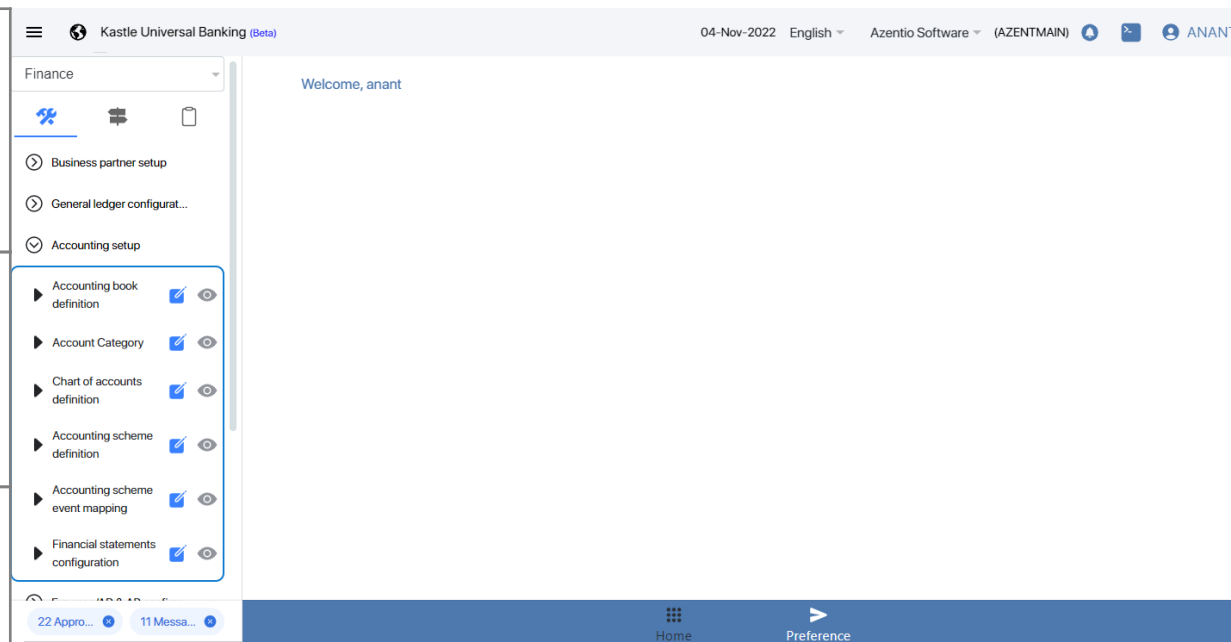 Kastle Universal Banking (Beta)
04-Nov-2022 English Azentio Software (AZENTMAIN) ANANT
Finance
Welcome, anant
Business partner setup
General ledger configurat...
Accounting setup
Accounting book
definition
Account Category
Chart of accounts
definition
Accounting scheme
definition
Accounting scheme
event mapping
Financial statements
configuration
22 Appro... 11 Messa...
Home Preference